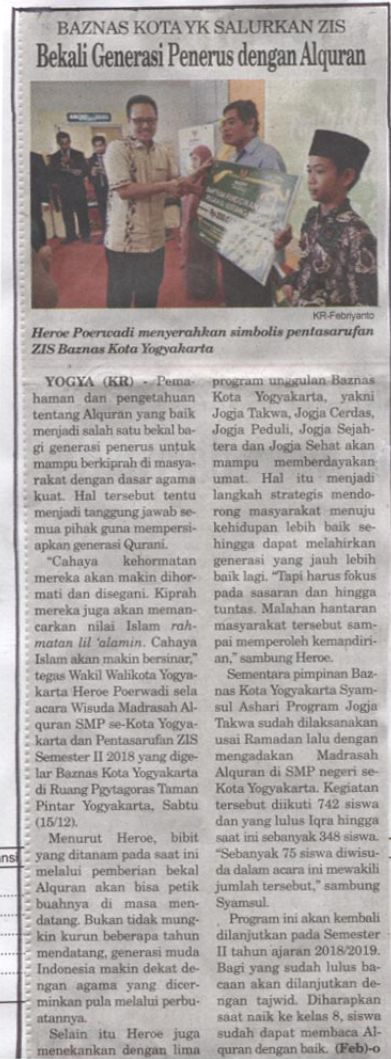 BAZNAS KOTA YK SALURKAN ZIS
Bekali Generasi Penerus dengan Alquran
KR-Febriyanto
Heroe Poerwadi menyerahkan simbolis pentasarufan
ZIS Baznas Kota Yogyakarta
YOGYA (KR) - Pema-
haman dan pengetahuan
tentang Alquran yang baik
menjadi salah satu bekal ba-
gi generasi penerus untuk
mampu berkiprah di masya-
rakat dengan dasar agama
kuat. Hal tersebut tentu
menjadi tanggung jawab se-
mua pihak guna mempersi-
apkan generasi Qurani.
"Cahaya kehormatan
mereka akan makin dihor-
mati dan disegani. Kiprah
mereka juga akan meman-
carkan nilai Islam rah-
matan lil 'alamin. Cahaya
Islam akan makin bersinar,"
tegas Wakil Walikota Yogya-
karta Heroe Poerwadi sela
acara Wisuda Madrasah Al-
quran SMP se-Kota Yogya-
karta dan Pentasarufan ZIS
Semester II 2018 yang dige-
lar Baznas Kota Yogyakarta
di Ruang Pgytagoras Taman
Pintar Yogyakarta, Sabtu
(15/12).
Menurut Heroe, bibit
yang ditanam pada saat ini
melalui pemberian bekal
Alquran akan bisa petik
buahnya di masa men-
datang. Bukan tidak mung-
kin kurun beberapa tahun
mendatang, generasi muda
Indonesia makin dekat de-
ngan agama yang dicer-
minkan pula melalui perbu-
atannya.
Selain itu Heroe juga
menekankan dengan lima
program unggulan Baznas
Kota Yogyakarta, yakni
Jogja Takwa, Jogja Cerdas,
Jogja Peduli, Jogja Sejah-
tera dan Jogja Sehat akan
mampu memberdayakan
umat. Hal itu menjadi
langkah strategis mendo-
rong masyarakat menuju
kehidupan lebih baik se-
hingga dapat melahirkan
generasi yang jauh lebih
baik lagi. "Tapi harus fokus
pada sasaran dan hingga
tuntas. Malahan hantaran
masyarakat tersebut sam-
pai memperoleh kemandiri-
an," sambung Heroe.
Sementara pimpinan Baz-
nas Kota Yogyakarta Syam-
sul Ashari Program Jogja
Takwa sudah dilaksanakan
usai Ramadan lalu dengan
mengadakan Madrasah
Alquran di SMP negeri se-
Kota Yogyakarta. Kegiatan
tersebut diikuti 742 siswa
dan yang lulus Iqra hingga
saat ini sebanyak 348 siswa.
"Sebanyak 75 siswa diwisu-
da dalam acara ini mewakili
jumlah tersebut," sambung
Syamsul.
Program ini akan kembali
dilanjutkan pada Semester
II tahun ajaran 2018/2019.
Bagi yang sudah lulus ba-
caan akan dilanjutkan de-
ngan tajwid. Diharapkan
saat naik ke kelas 8, siswa
sudah dapat membaca Al-
quran dengan baik. (Feb)-o